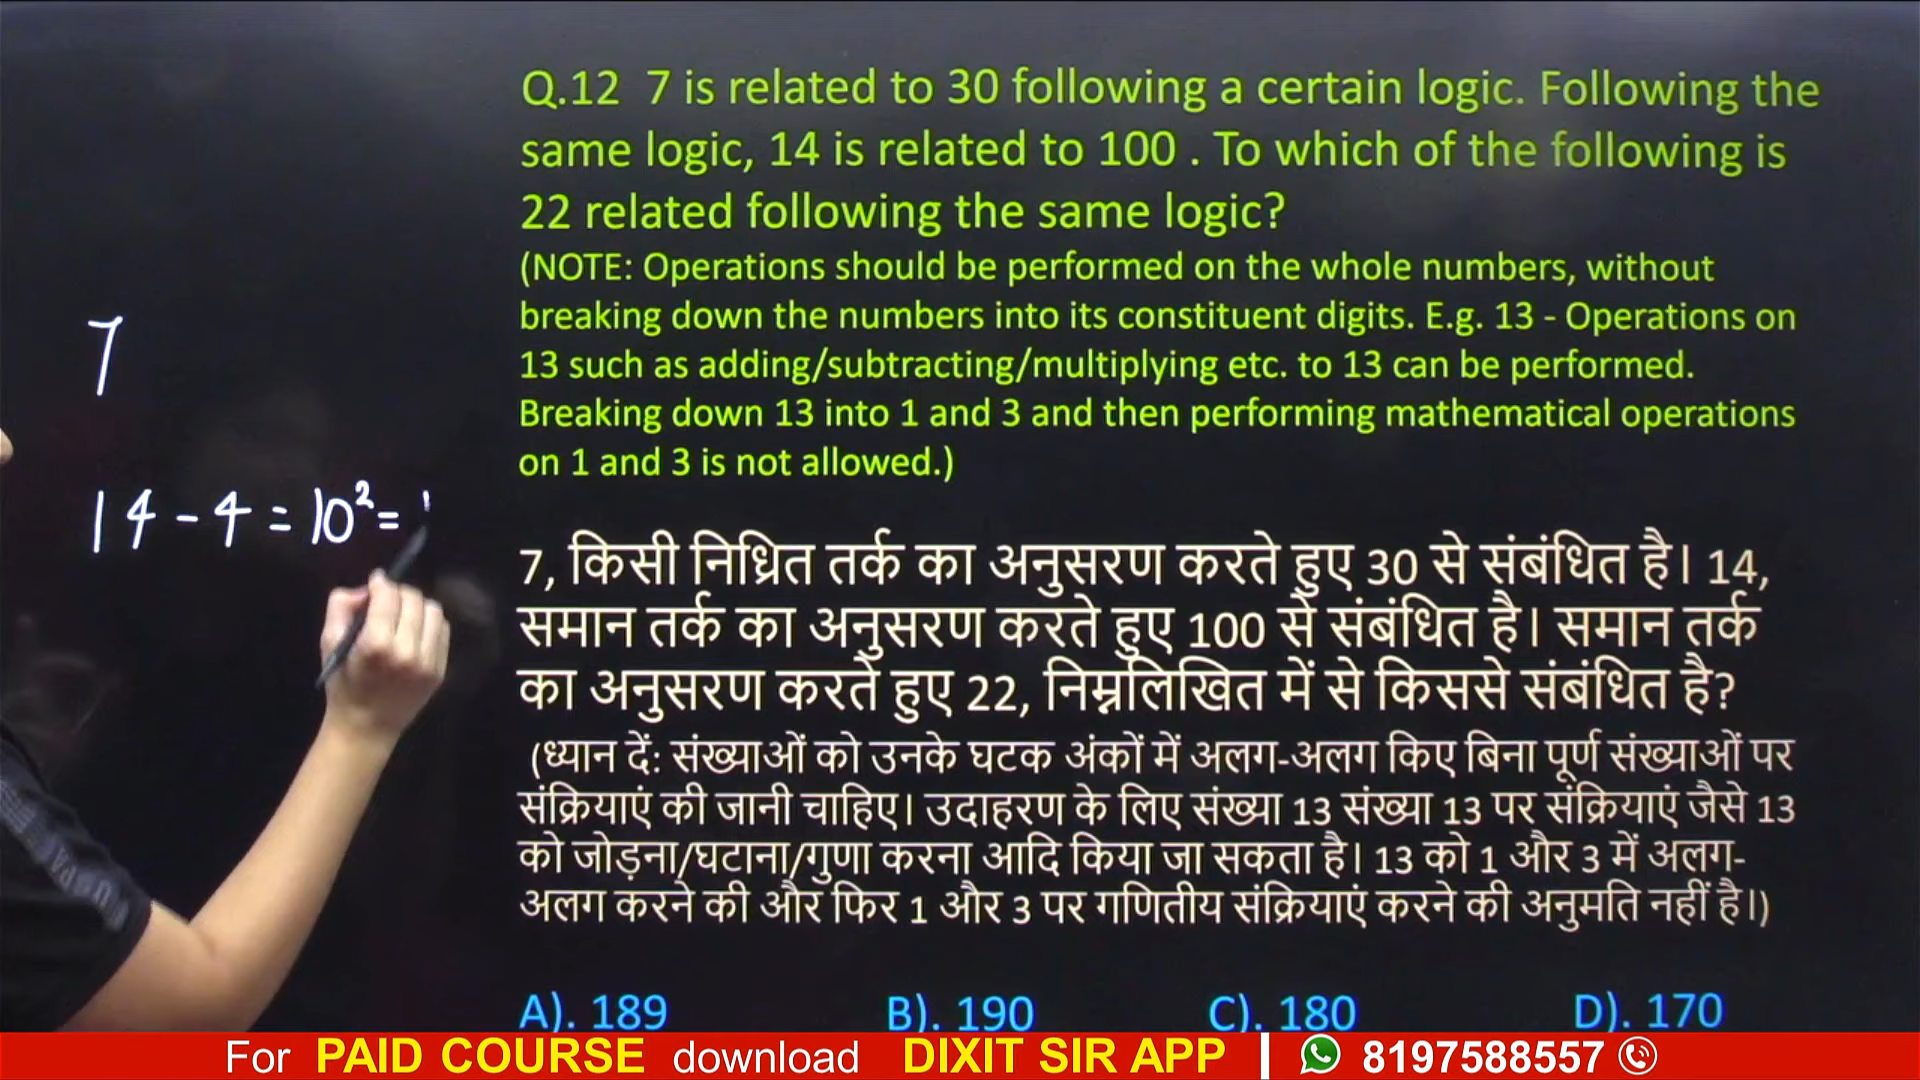 Q.12 7 is related to 30 following a certain logic. Following the
same logic, 14 is related to 100 . To which of the following is
22 related following the same logic?
(NOTE: Operations should be performed on the whole numbers, without
breaking down the numbers into its constituent digits. E.g. 13 - Operations on
13 such as adding/subtracting/multiplying etc. to 13 can be performed.
Breaking down 13 into 1 and 3 and then performing mathematical operations
on 1 and 3 is not allowed.)
7
14 - 4 = 10² =
7, किसी निध्रित तर्क का अनुसरण करते हुए 30 से संबंधित है। 14,
समान तर्क का अनुसरण करते हुए 100 से संबंधित है। समान तर्क
का अनुसरण करते हुए 22, निम्नलिखित में से किससे संबंधित है?
(ध्यान दें: संख्याओं को उनके घटक अंकों में अलग-अलग किए बिना पूर्ण संख्याओं पर
संक्रियाएं की जानी चाहिए। उदाहरण के लिए संख्या 13 संख्या 13 पर संक्रियाएं जैसे 13
को जोड़ना/घटाना/गुणा करना आदि किया जा सकता है। 13 को 1 और 3 में अलग-
अलग करने की और फिर 1 और 3 पर गणितीय संक्रियाएं करने की अनुमति नहीं है।)
A). 189 B). 190 C). 180 D). 170
For PAID COURSE download DIXIT SIR APP | 8197588557